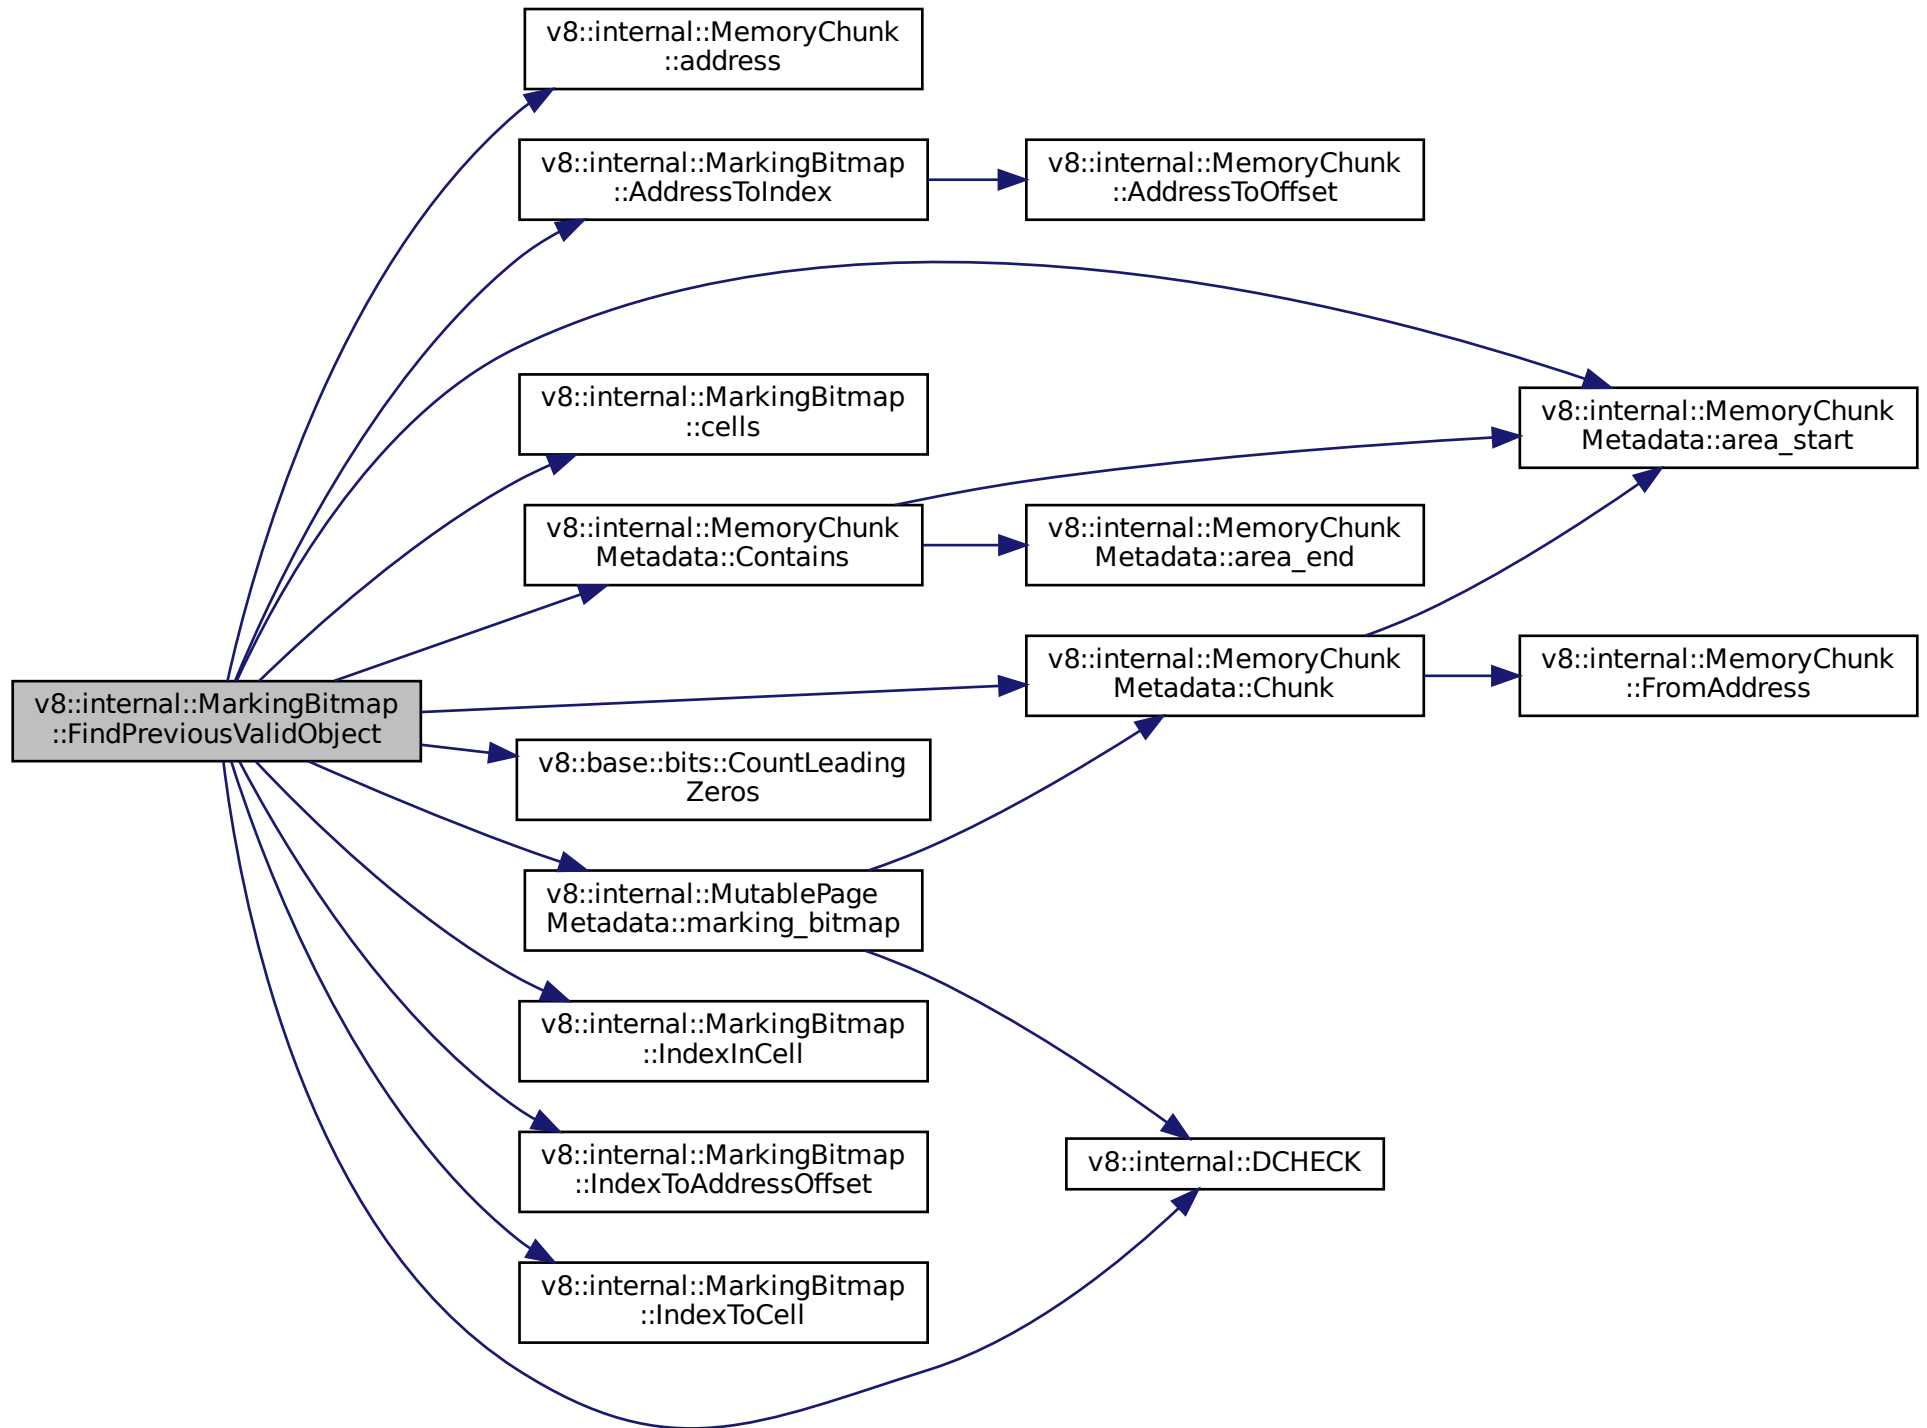 v8::internal::MemoryChunk
::address
v8::internal::MarkingBitmap
::AddressToIndex
v8::internal::MemoryChunk
::AddressToOffset
v8::internal::MarkingBitmap
::cells
v8::internal::MemoryChunk
Metadata::area_start
v8::internal::MemoryChunk
Metadata::Contains
v8::internal::MemoryChunk
Metadata::area_end
v8::internal::MemoryChunk
Metadata::Chunk
v8::internal::MemoryChunk
::FromAddress
v8::internal::MarkingBitmap
::FindPreviousValidObject
v8::base::bits::CountLeading
Zeros
v8::internal::MutablePage
Metadata::marking_bitmap
v8::internal::MarkingBitmap
::IndexInCell
v8::internal::MarkingBitmap
::IndexToAddressOffset
v8::internal::DCHECK
v8::internal::MarkingBitmap
::IndexToCell